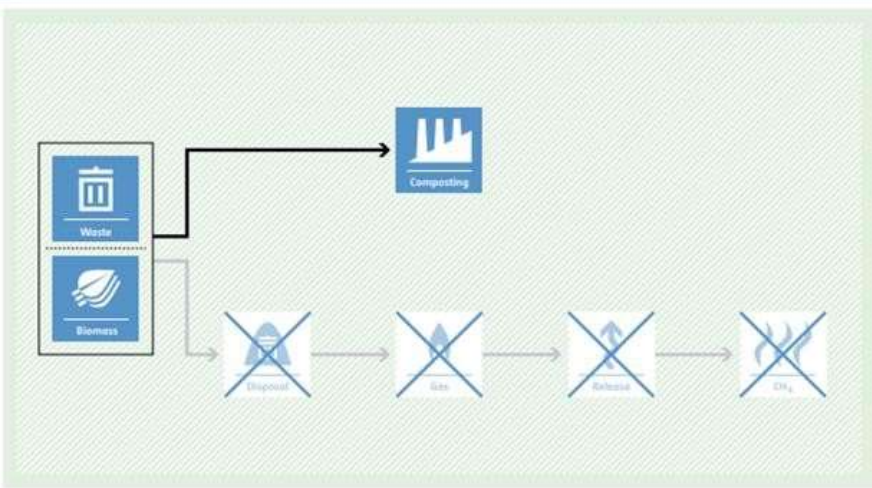 Composting
Waste
Biomass
Disposal
Gas
Release
CH₄